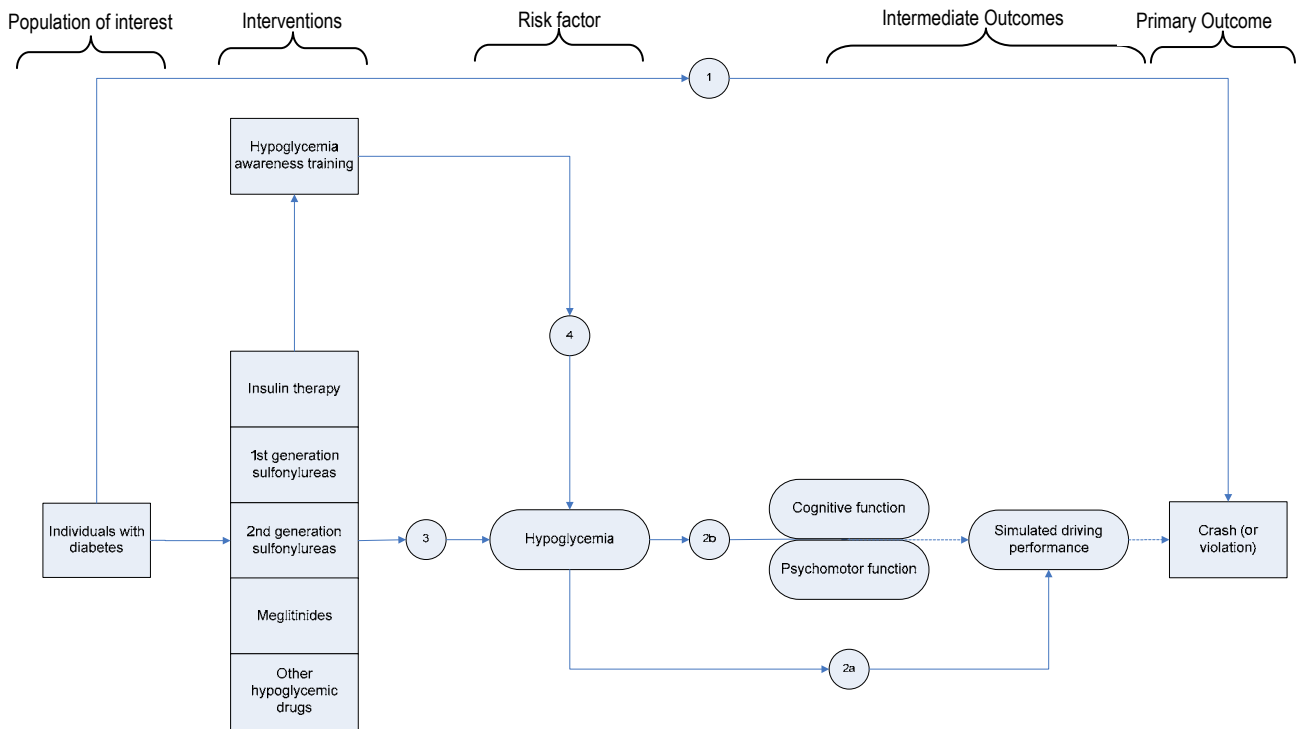 Population of interest
Interventions
Risk factor
Intermediate Outcomes
Primary Outcome
1
Hypoglycemia
awareness training
4
Insulin therapy
1st generation
sulfonylureas
2nd generation
sulfonylureas
Meglitinides
Other
hypoglycemic
drugs
Individuals with
diabetes
3
Hypoglycemia
2b
Cognitive function
Psychomotor function
Simulated driving
performance
Crash (or
violation)
2a